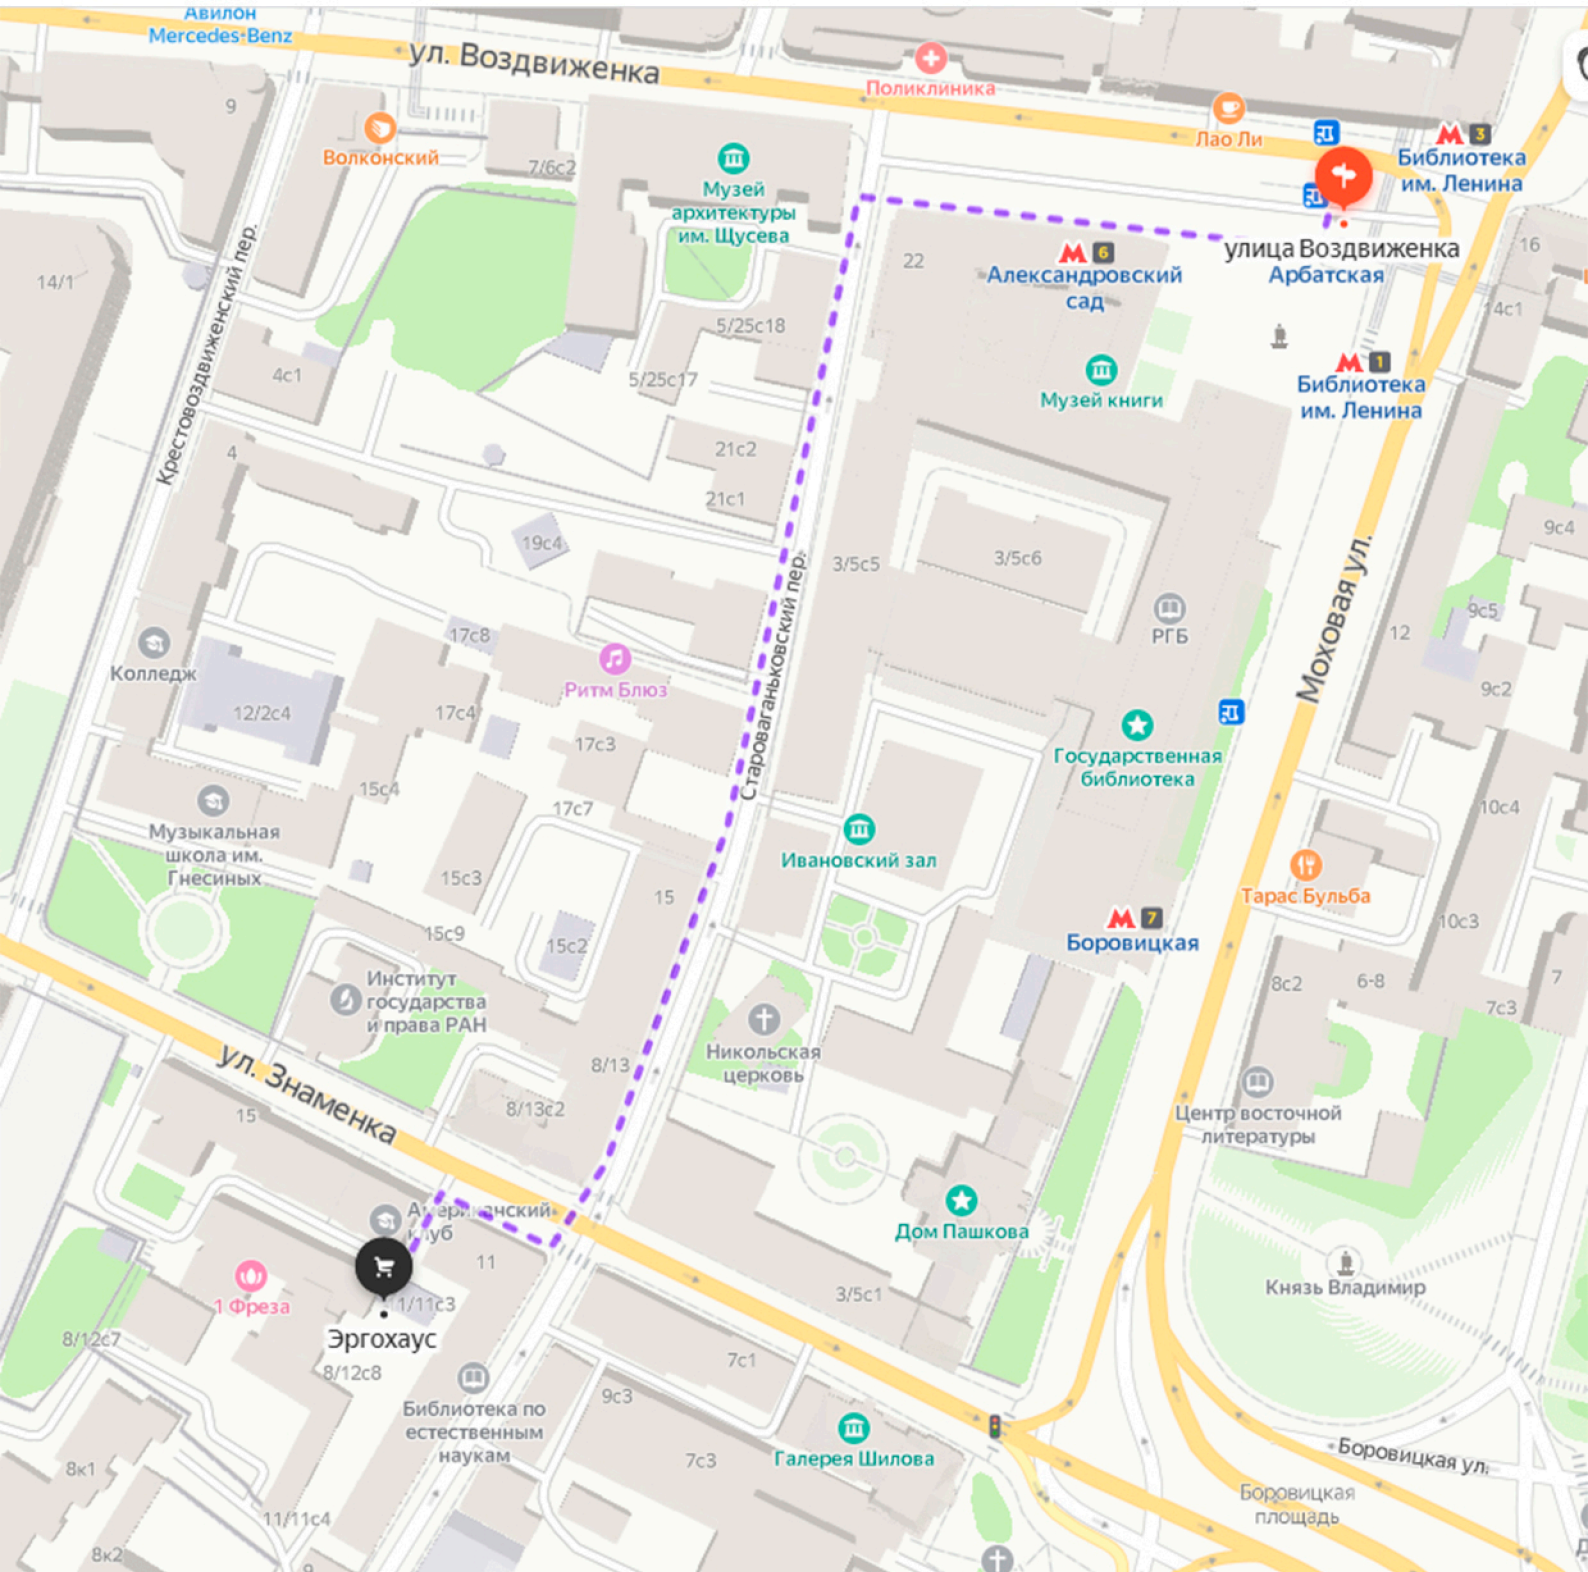 Авилон
Mercedes-Benz
ул. Воздвиженка
Поликлиника
Лао Ли
3
Библиотека
им. Ленина
9
Волконский
7/6с2
Музей
архитектуры
им. Щусева
22
6
Александровский
сад
улица Воздвиженка
Арбатская
16
14/1
Крестовоздвиженский пер.
5/25с18
14с1
4с1
5/25с17
Музей книги
1
Библиотека
им. Ленина
4
21с2
21с1
19с4
3/5с5
3/5с6
9с4
Староваганьковский пер.
Моховая ул.
РГБ
12
9с5
9с2
Колледж
17с8
Ритм Блюз
12/2с4
17с4
17с3
Государственная
библиотека
15с4
17с7
10с4
Музыкальная
школа им.
Гнесиных
Ивановский зал
15с3
15
Тарас Бульба
10с3
15с9
15с2
7
Боровицкая
Институт
государства
и права РАН
8с2
6-8
7с3
7
ул. Знаменка
8/13
Никольская
церковь
15
8/13с2
Центр восточной
литературы
Американский
клуб
11
Дом Пашкова
1 Фреза
1/11с3
3/5с1
Князь Владимир
8/12с7
Эргохаус
8/12с8
7с1
9с3
Библиотека по
естественным
наукам
Галерея Шилова
7с3
Боровицкая ул.
8к1
Боровицкая
площадь
11/11с4
8к2
9